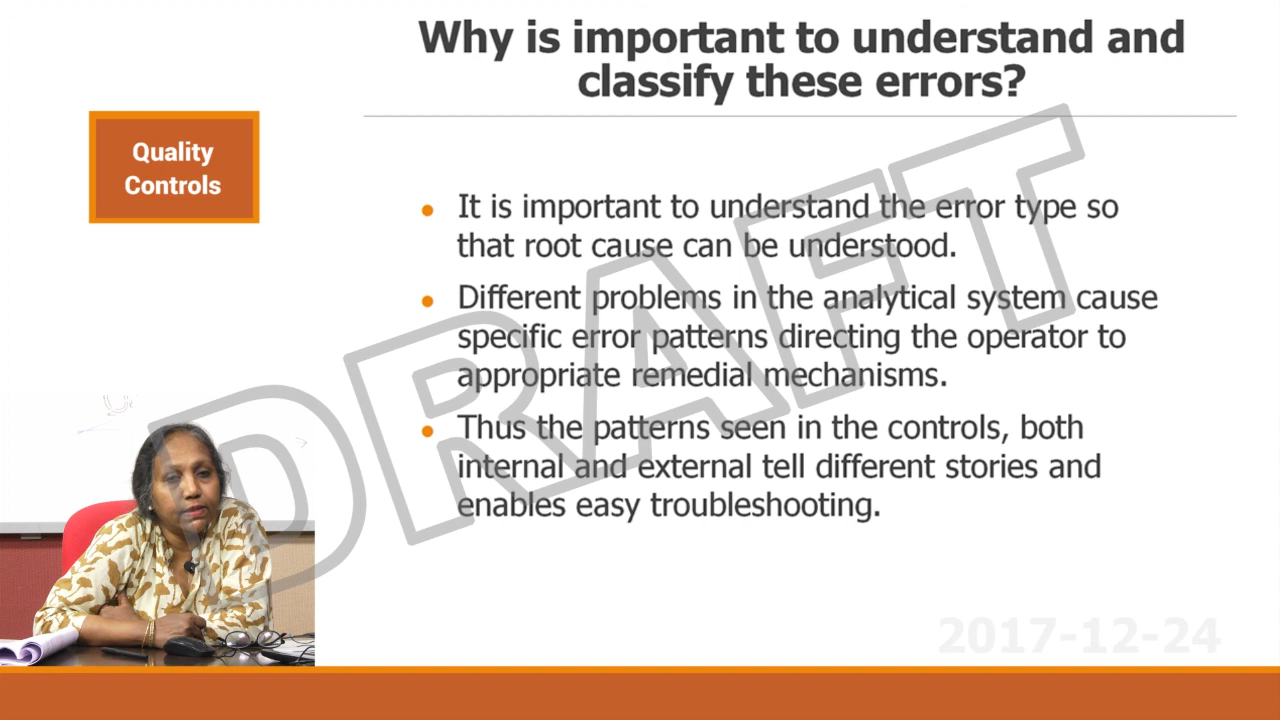 Why is important to understand and
classify these errors?
Quality
Controls
● It is important to understand the error type so
that root cause can be understood.
● Different problems in the analytical system cause
specific error patterns directing the operator to
appropriate remedial mechanisms.
● Thus the patterns seen in the controls, both
internal and external tell different stories and
enables easy troubleshooting.
DRAFT
2017-12-24